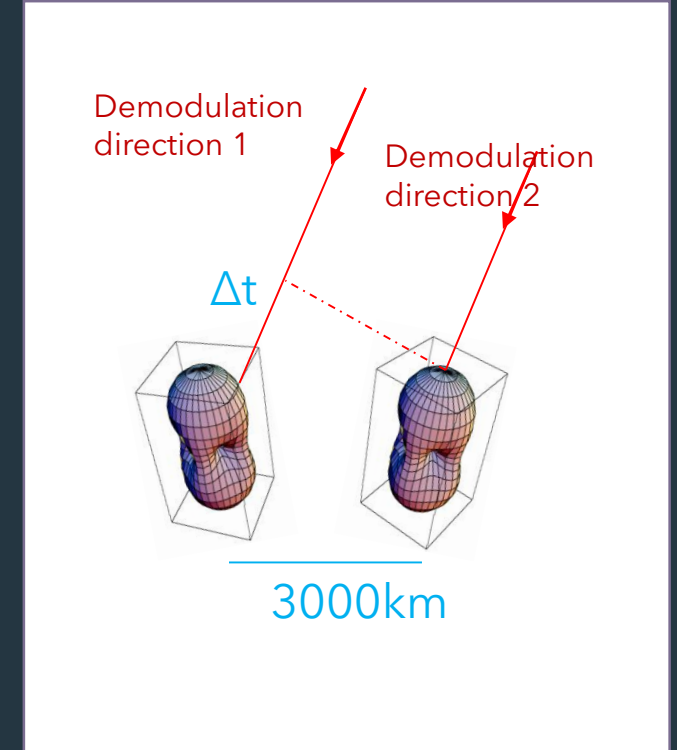 Demodulation
direction 1
Demodulation
direction 2
Δt
3000km